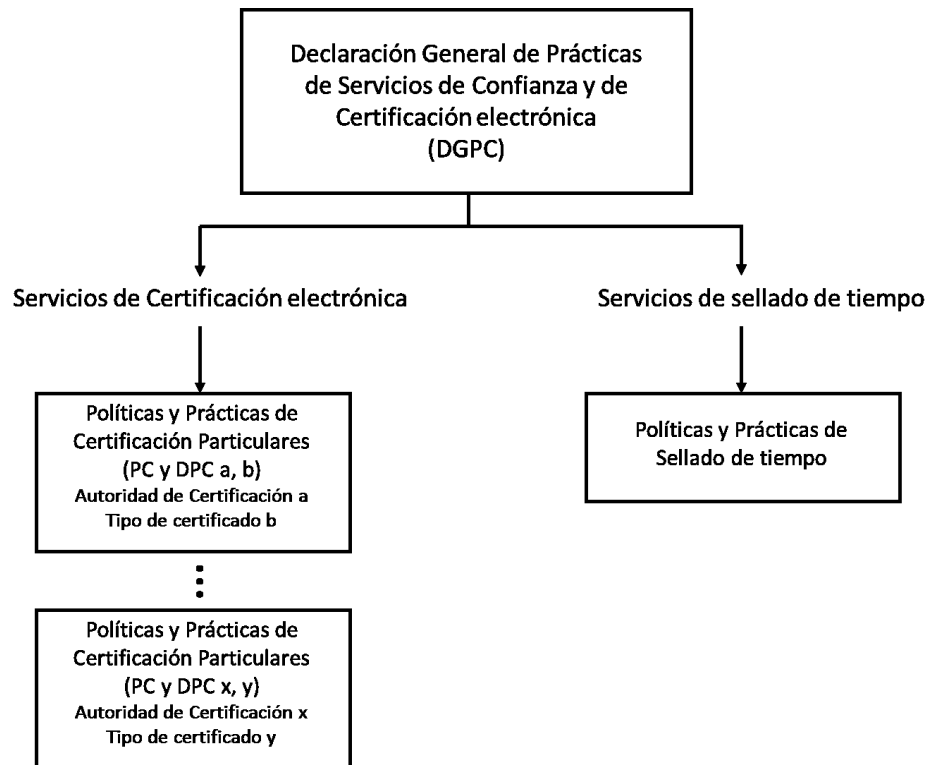 Declaración General de Prácticas
de Servicios de Confianza y de
Certificación electrónica
(DGPC)
Servicios de Certificación electrónica
Servicios de sellado de tiempo
Políticas y Prácticas de
Certificación Particulares
(PC y DPC a, b)
Autoridad de Certificación a
Tipo de certificado b
Políticas y Prácticas de
Sellado de tiempo
Políticas y Prácticas de
Certificación Particulares
(PC y DPC x, y)
Autoridad de Certificación x
Tipo de certificado y